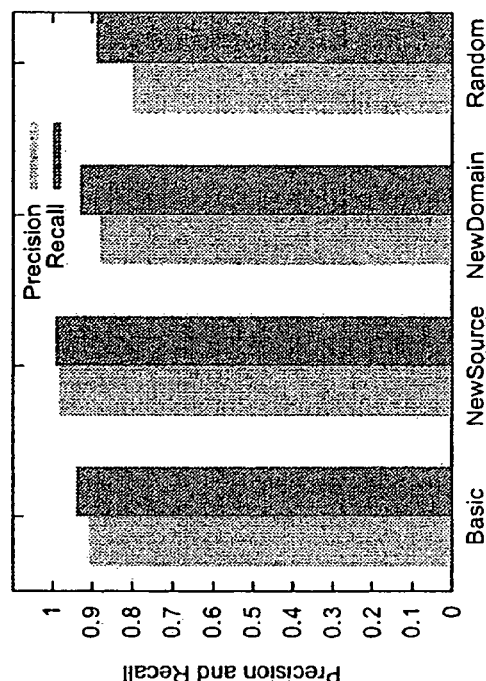 Precision
Recall
Precision and Recall
1
0.9
0.8
0.7
0.6
0.5
0.4
0.3
0.2
0.1
0
Basic
NewSource
NewDomain
Random